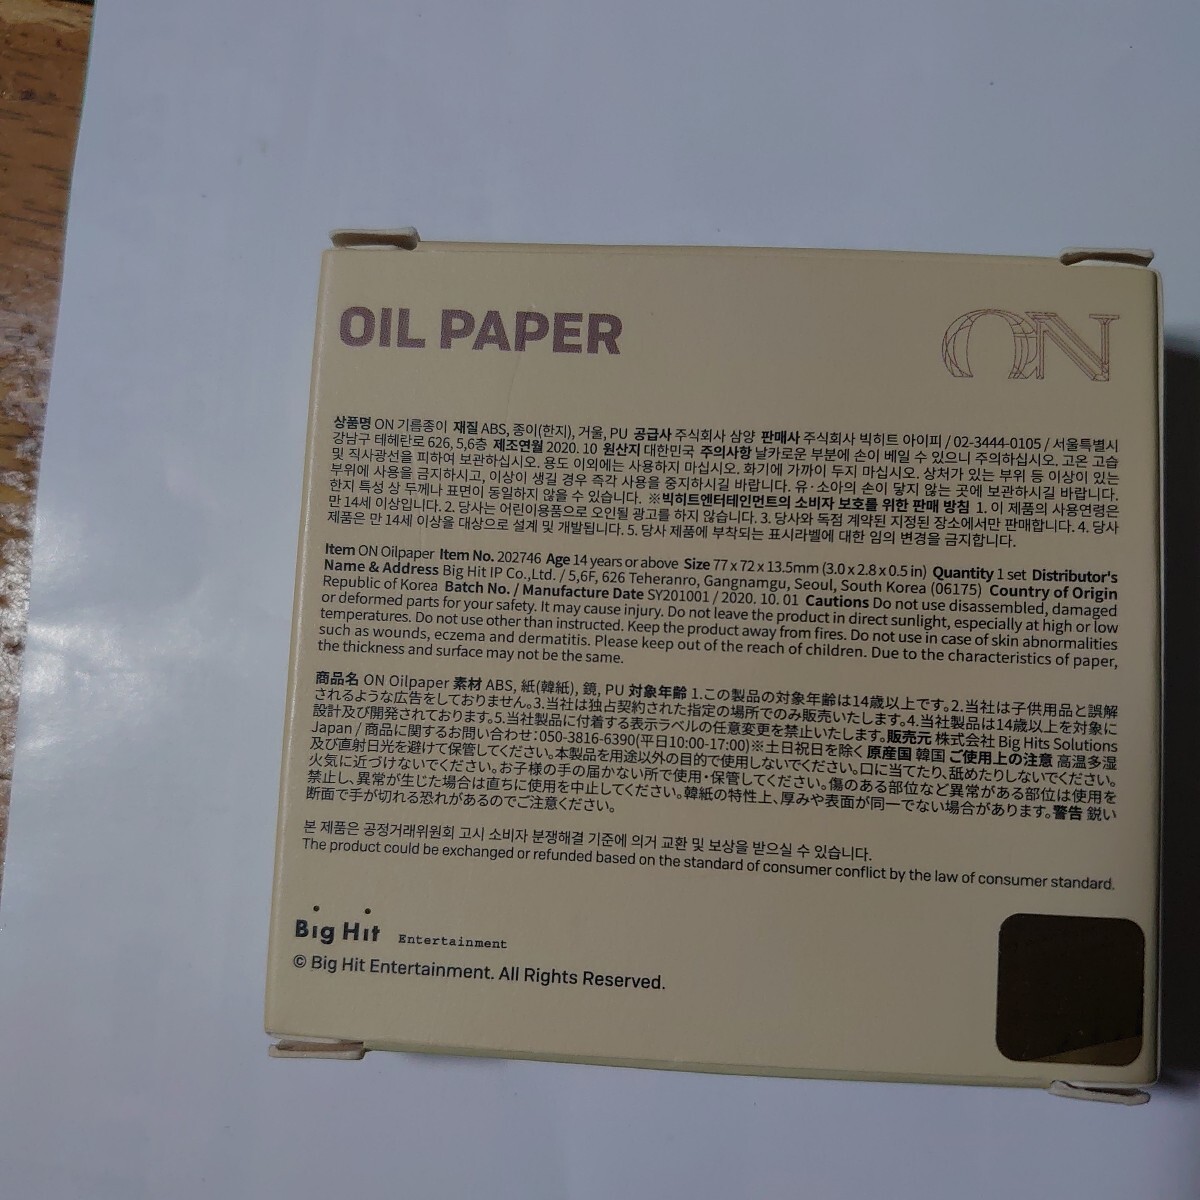 OIL PAPER
ON
상품명 ON 기름종이 재질 ABS, 종이(한지), 거울, PU 공급사 주식회사 삼양 판매사 주식회사 빅히트 아이피 / 02-3444-0105 / 서울특별시
강남구 테헤란로 626, 5,6층 제조연월 2020. 10 원산지 대한민국 주의사항 날카로운 부분에 손이 베일 수 있으니 주의하십시오. 고온 고습
및 직사광선을 피하여 보관하십시오. 용도 이외에는 사용하지 마십시오. 화기에 가까이 두지 마십시오. 상처가 있는 부위 등 이상이 있는
부위에 사용을 금지하시고, 이상이 생길 경우 즉각 사용을 중지하시길 바랍니다. 유·소아의 손이 닿지 않는 곳에 보관하시길 바랍니다.
한지 특성 상 두께나 표면이 동일하지 않을 수 있습니다. ※빅히트엔터테인먼트의 소비자 보호를 위한 판매 방침 1. 이 제품의 사용연령은
만 14세 이상입니다. 2. 당사는 어린이용품으로 오인될 광고를 하지 않습니다. 3. 당사와 독점 계약된 지정된 장소에서만 판매합니다. 4. 당사
제품은 만 14세 이상을 대상으로 설계 및 개발됩니다. 5. 당사 제품에 부착되는 표시라벨에 대한 임의 변경을 금지합니다.
Item ON Oilpaper Item No. 202746 Age 14 years or above Size 77 x 72 x 13.5mm (3.0 x 2.8 x 0.5 in) Quantity 1 set Distributor's
Name & Address Big Hit IP Co.,Ltd. / 5,6F, 626 Teheranro, Gangnamgu, Seoul, South Korea (06175) Country of Origin
Republic of Korea Batch No. / Manufacture Date SY201001 / 2020. 10. 01 Cautions Do not use disassembled, damaged
or deformed parts for your safety. It may cause injury. Do not leave the product in direct sunlight, especially at high or low
temperatures. Do not use other than instructed. Keep the product away from fires. Do not use in case of skin abnormalities
such as wounds, eczema and dermatitis. Please keep out of the reach of children. Due to the characteristics of paper,
the thickness and surface may not be the same.
商品名 ON Oilpaper 素材 ABS, 紙(韓紙), 鏡, PU 対象年齢 1.この製品の対象年齢は14歳以上です。2.当社は子供用品と誤解
されるような広告をしておりません。3.当社は独占契約された指定の場所でのみ販売いたします。4.当社製品は14歳以上を対象に
設計及び開発されております。5.当社製品に付着する表示ラベルの任意変更を禁止いたします。販売元 株式会社 Big Hits Solutions
Japan / 商品に関するお問い合わせ:050-3816-6390(平日10:00-17:00)※土日祝日を除く 原産国 韓国 ご使用上の注意 高温多湿
及び直射日光を避けて保管してください。本製品を用途以外の目的で使用しないでください。口に当てたり、舐めたりしないでください。
火気に近づけないでください。お子様の手の届かない所で使用・保管してください。傷のある部位など異常がある部位は使用を
禁止し、異常が生じた場合は直ちに使用を中止してください。韓紙の特性上、厚みや表面が同一でない場合があります。警告 鋭い
断面で手が切れる恐れがあるのでご注意ください。
본 제품은 공정거래위원회 고시 소비자 분쟁해결 기준에 의거 교환 및 보상을 받으실 수 있습니다.
The product could be exchanged or refunded based on the standard of consumer conflict by the law of consumer standard.
Big Hit Entertainment
© Big Hit Entertainment. All Rights Reserved.